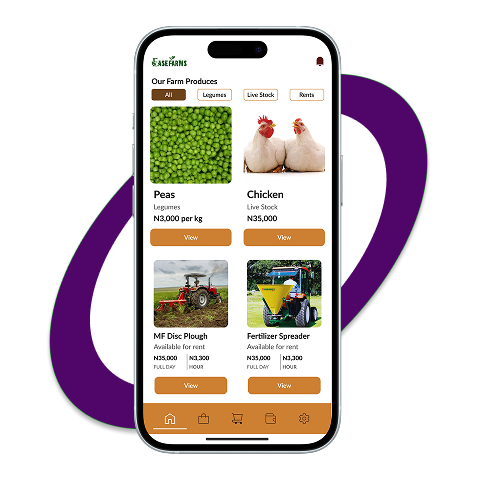 EASEFARMS
Our Farm Produces
All Legumes Live Stock Rents
Peas
Legumes
N3,000 per kg
View
Chicken
Live Stock
N35,000
View
MF Disc Plough
Available for rent
N35,000 N3,300
FULL DAY HOUR
View
Fertilizer Spreader
Available for rent
N35,000 N3,300
FULL DAY HOUR
View